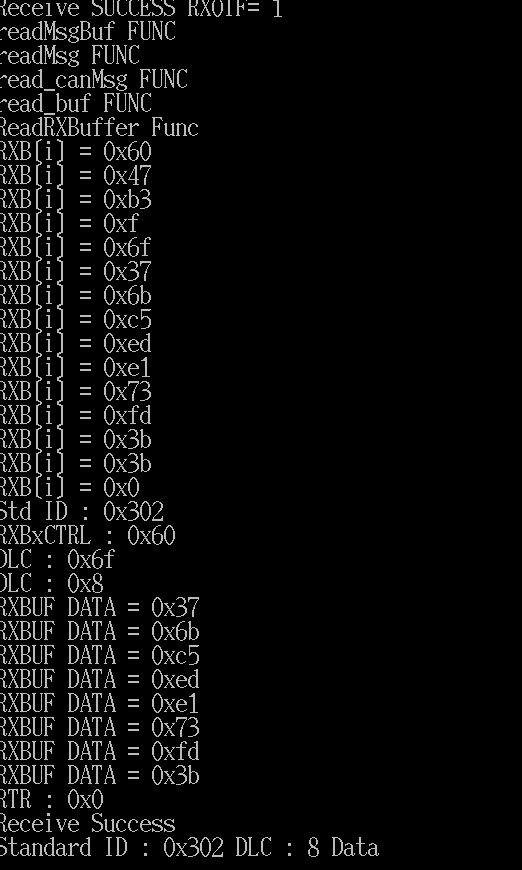 Receive SUCCESS RX0IF= 1
readMsgBuf FUNC
readMsg FUNC
read_canMsg FUNC
read_buf FUNC
ReadRXBuffer Func
RXB[i] = 0x60
RXB[i] = 0x47
RXB[i] = 0xb3
RXB[i] = 0xf
RXB[i] = 0x6f
RXB[i] = 0x37
RXB[i] = 0x6b
RXB[i] = 0xc5
RXB[i] = 0xed
RXB[i] = 0xe1
RXB[i] = 0x73
RXB[i] = 0xfd
RXB[i] = 0x3b
RXB[i] = 0x3b
RXB[i] = 0x0
Std ID : 0x302
RXBxCTRL : 0x60
DLC : 0x6f
DLC : 0x8
RXBUF DATA = 0x37
RXBUF DATA = 0x6b
RXBUF DATA = 0xc5
RXBUF DATA = 0xed
RXBUF DATA = 0xe1
RXBUF DATA = 0x73
RXBUF DATA = 0xfd
RXBUF DATA = 0x3b
RTR : 0x0
Receive Success
Standard ID : 0x302 DLC : 8 Data